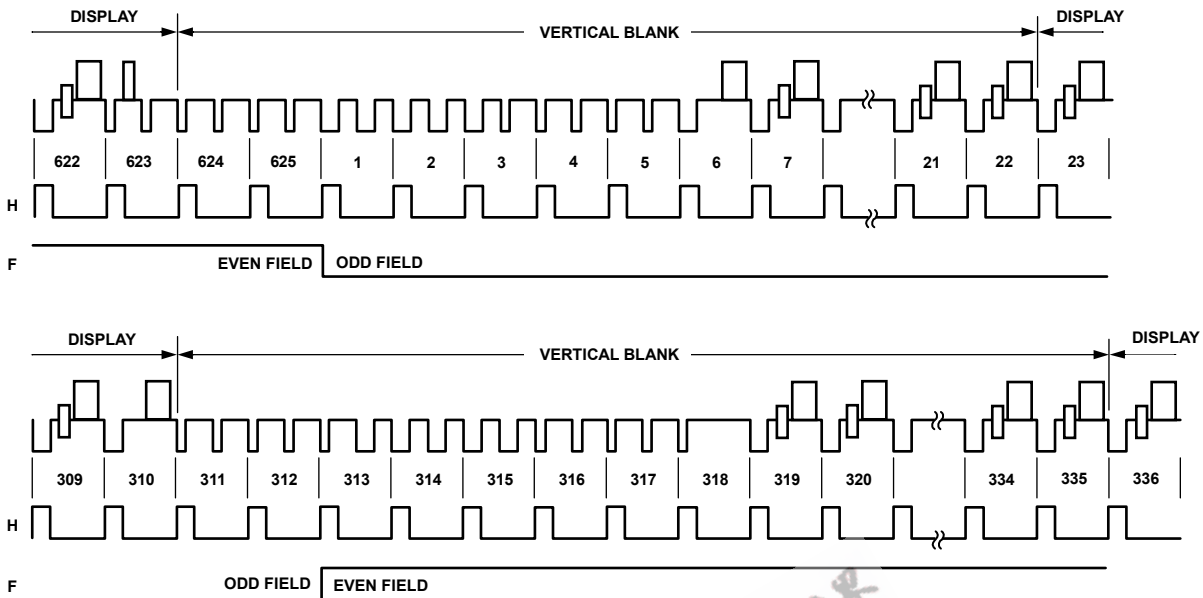 DISPLAY
VERTICAL BLANK
DISPLAY
622 623 624 625 1 2 3 4 5 6 7 21 22 23
H
F
EVEN FIELD ODD FIELD
DISPLAY
VERTICAL BLANK
DISPLAY
309 310 311 312 313 314 315 316 317 318 319 320 334 335 336
H
F
ODD FIELD EVEN FIELD